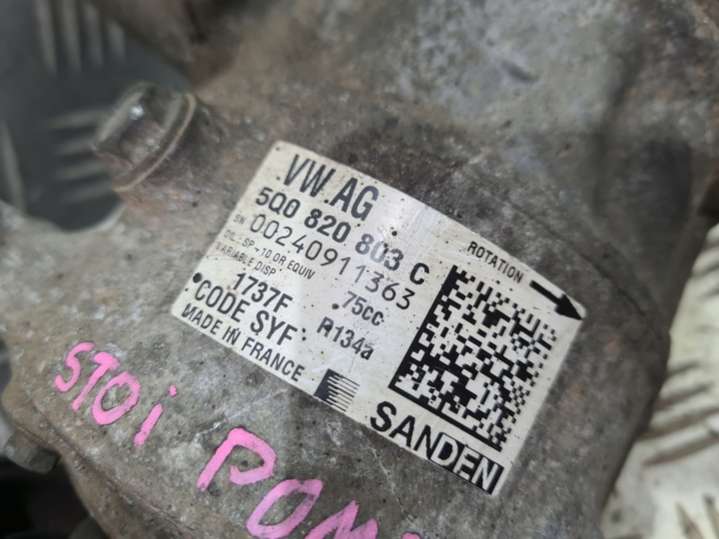 VW.AG
5Q0 820 803 C
SN 00240911363
OIL: SP-10 OR EQUIV .75CC
VARIABLE DISP
1737F R134a
CODE SYF
MADE IN FRANCE
ROTATION
SANDEN
STOi